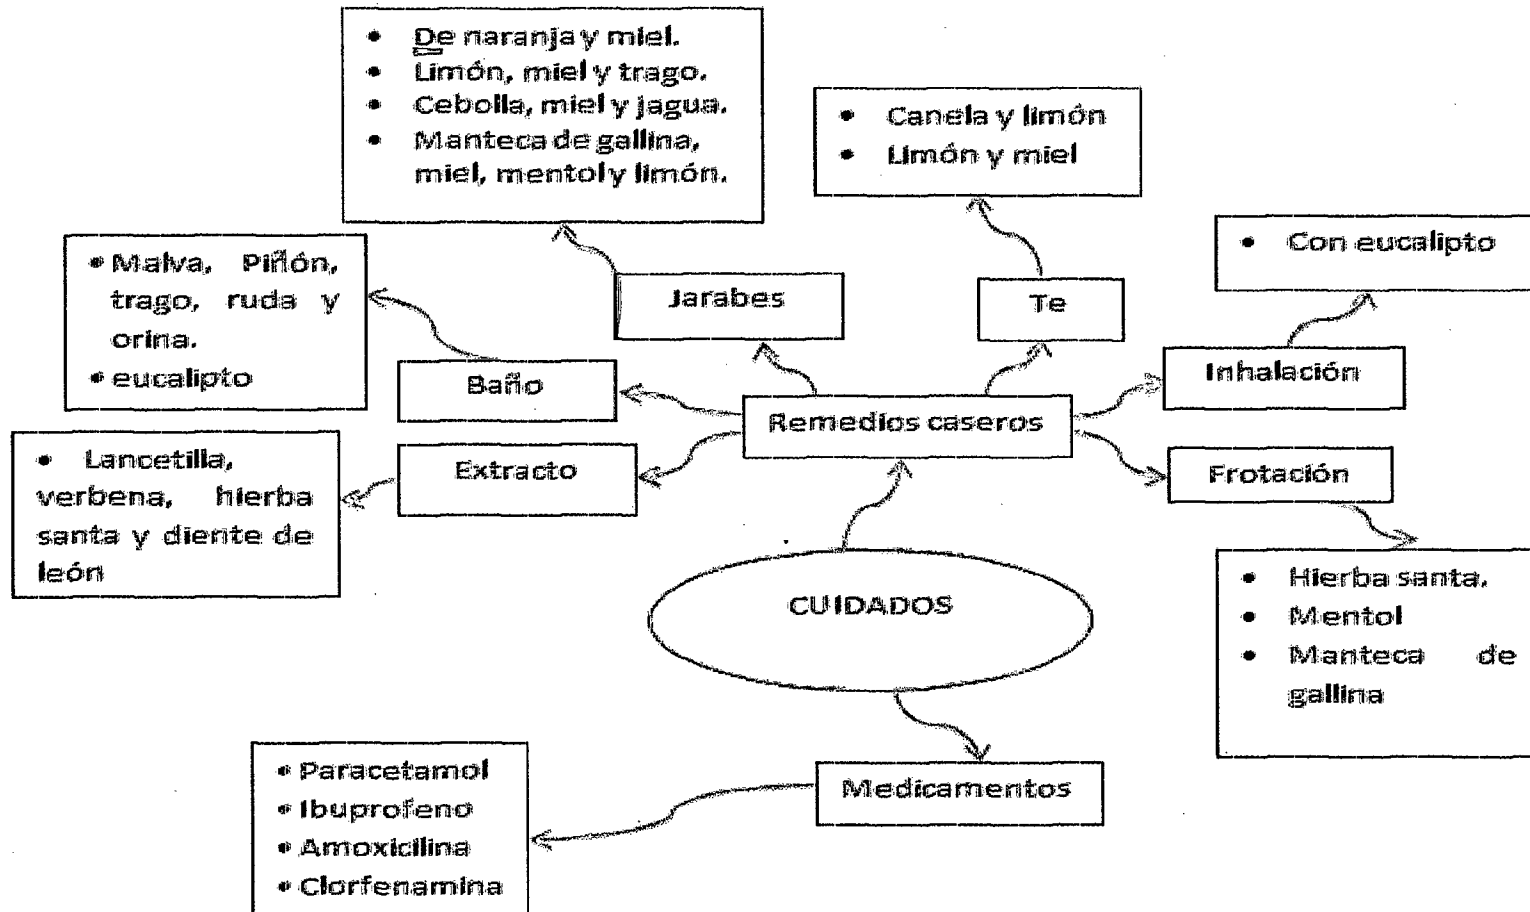 • De naranja y miel.
• Limón, miel y trago.
• Cebolla, miel y jagua.
• Manteca de gallina,
miel, mentol y limón.
• Canela y limón
• Limón y miel
• Con eucalipto
• Malva, Piñón,
trago, ruda y
orina.
• eucalipto
Jarabes
Te
Inhalación
Baño
Remedios caseros
Extracto
Frotación
• Lancetilla,
verbena, hierba
santa y diente de
león
CUIDADOS
• Hierba santa.
• Mentol
• Manteca de
gallina
Medicamentos
• Paracetamol
• Ibuprofeno
• Amoxicilina
• Clorfenamina